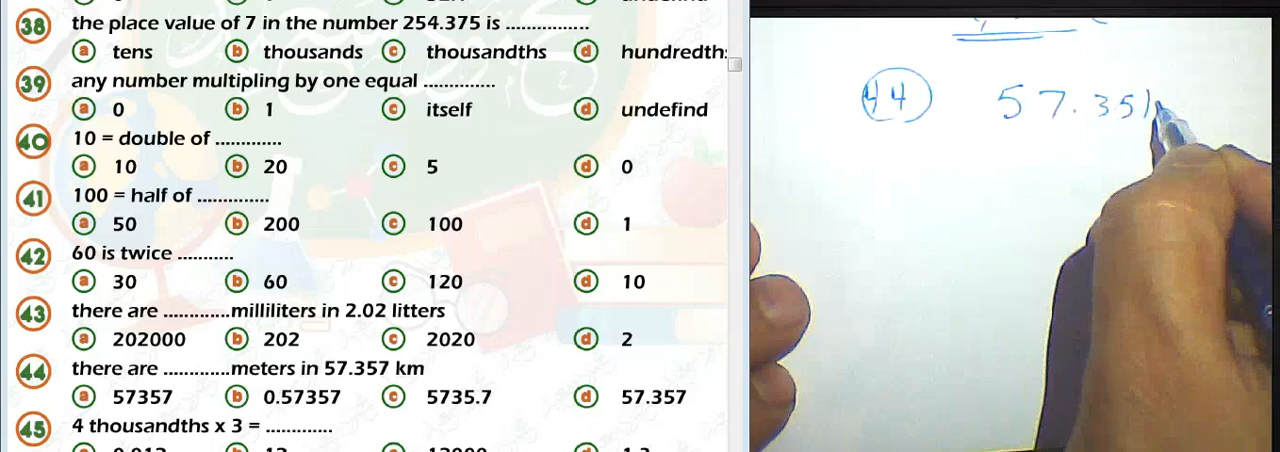 38 the place value of 7 in the number 254.375 is ...............
a tens b thousands c thousandths d hundredth
39 any number multipling by one equal .............
a 0 b 1 c itself d undefind
40 10 = double of ............
a 10 b 20 c 5 d 0
41 100 = half of .............
a 50 b 200 c 100 d 1
42 60 is twice ..........
a 30 b 60 c 120 d 10
43 there are ............milliliters in 2.02 litters
a 202000 b 202 c 2020 d 2
44 there are ............meters in 57.357 km
a 57357 b 0.57357 c 5735.7 d 57.357
45 4 thousandths x 3 = ............
44 57.35